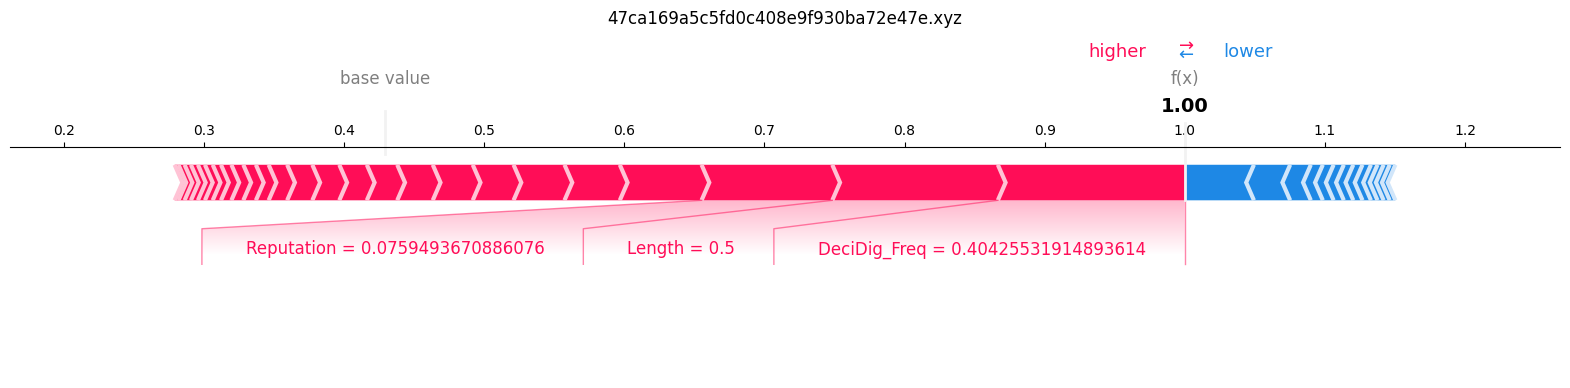 47ca169a5c5fd0c408e9f930ba72e47e.xyz
higher ⇄ lower
base value f(x)
1.00
0.2 0.3 0.4 0.5 0.6 0.7 0.8 0.9 1.0 1.1 1.2
Reputation = 0.0759493670886076 Length = 0.5 DeciDig_Freq = 0.40425531914893614